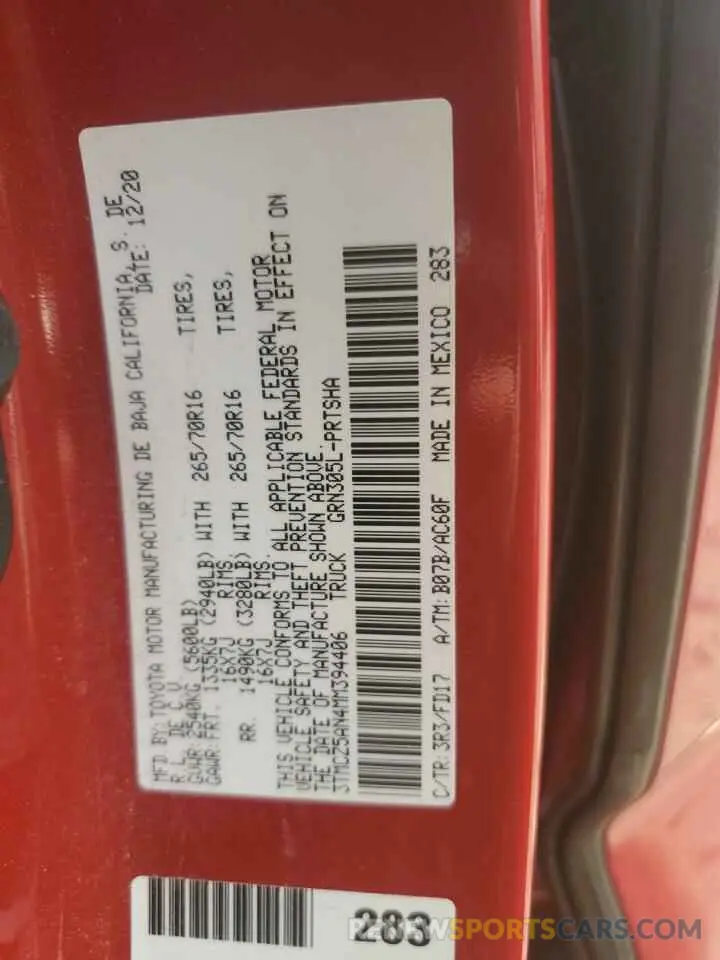 MFD BY: TOYOTA MOTOR MANUFACTURING DE BAJA CALIFORNIA, S. DE
R.L. DE C.V. DATE: 12/20
GVWR: 2540KG (5600LB)
GAWR: FRT. 1335KG (2940LB) WITH 265/70R16 TIRES,
16X7J RIMS,
RR. 1490KG (3280LB) WITH 265/70R16 TIRES,
16X7J RIMS.
THIS VEHICLE CONFORMS TO ALL APPLICABLE FEDERAL MOTOR
VEHICLE SAFETY AND THEFT PREVENTION STANDARDS IN EFFECT ON
THE DATE OF MANUFACTURE SHOWN ABOVE.
3TMCZ5AN4MM394406 TRUCK GRN305L-PRTSHA
C/TR: 3R3/FD17 A/TM: B07B/AC60F MADE IN MEXICO 283
283
AVNEWSPORTSCARS.COM